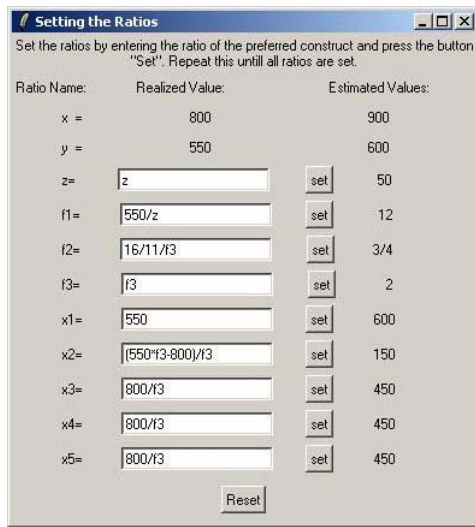 Setting the Ratios
Set the ratios by entering the ratio of the preferred construct and press the button
"Set". Repeat this untill all ratios are set.
Ratio Name: Realized Value: Estimated Values:
x = 800 900
y = 550 600
z= z set 50
f1= 550/z set 12
f2= 16/11/f3 set 3/4
f3= f3 set 2
x1= 550 set 600
x2= (550*f3-800)/f3 set 150
x3= 800/f3 set 450
x4= 800/f3 set 450
x5= 800/f3 set 450
Reset